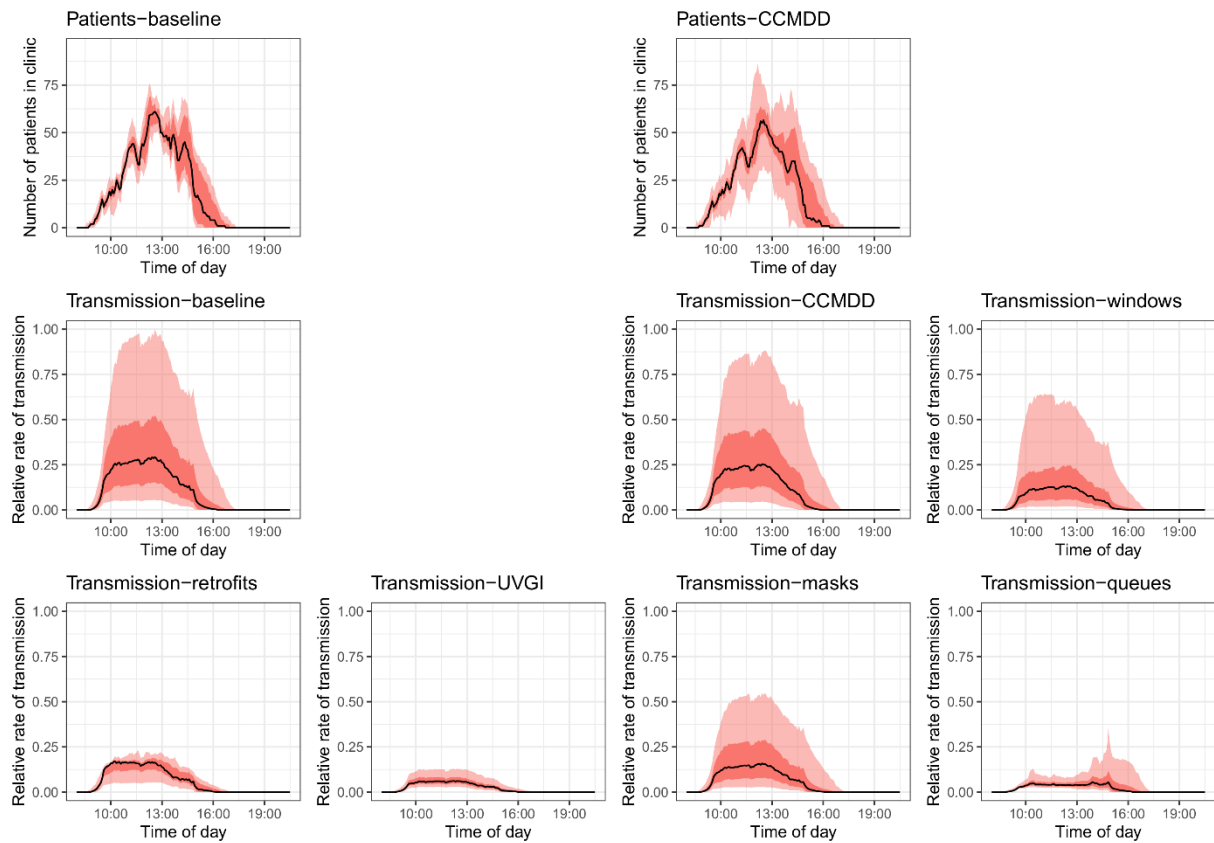 Patients−baseline
Patients−CCMDD
Number of patients in clinic
75
50
25
0
10:00 13:00 16:00 19:00
Time of day
Number of patients in clinic
75
50
25
0
10:00 13:00 16:00 19:00
Time of day
Transmission−baseline
Relative rate of transmission
1.00
0.75
0.50
0.25
0.00
10:00 13:00 16:00 19:00
Time of day
Transmission−CCMDD
Relative rate of transmission
1.00
0.75
0.50
0.25
0.00
10:00 13:00 16:00 19:00
Time of day
Transmission−windows
Relative rate of transmission
1.00
0.75
0.50
0.25
0.00
10:00 13:00 16:00 19:00
Time of day
Transmission−retrofits
Relative rate of transmission
1.00
0.75
0.50
0.25
0.00
10:00 13:00 16:00 19:00
Time of day
Transmission−UVGI
Relative rate of transmission
1.00
0.75
0.50
0.25
0.00
10:00 13:00 16:00 19:00
Time of day
Transmission−masks
Relative rate of transmission
1.00
0.75
0.50
0.25
0.00
10:00 13:00 16:00 19:00
Time of day
Transmission−queues
Relative rate of transmission
1.00
0.75
0.50
0.25
0.00
10:00 13:00 16:00 19:00
Time of day